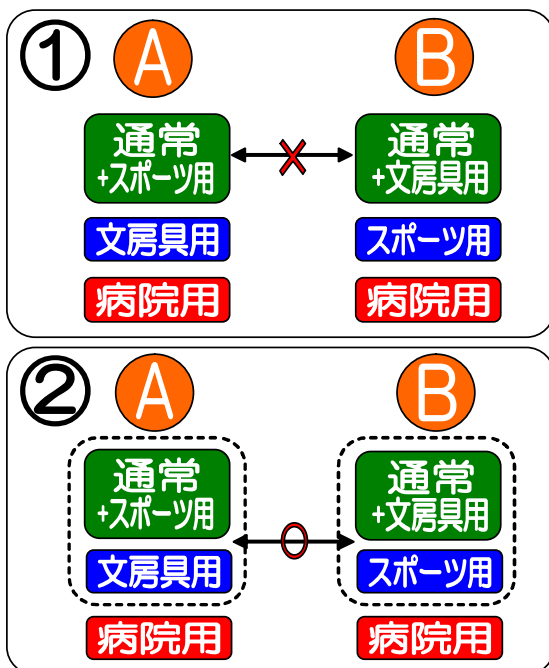 ①
A B
通常
+スポーツ用
通常
+文房具用
文房具用
スポーツ用
病院用
病院用
②
A B
通常
+スポーツ用
通常
+文房具用
文房具用
スポーツ用
病院用
病院用